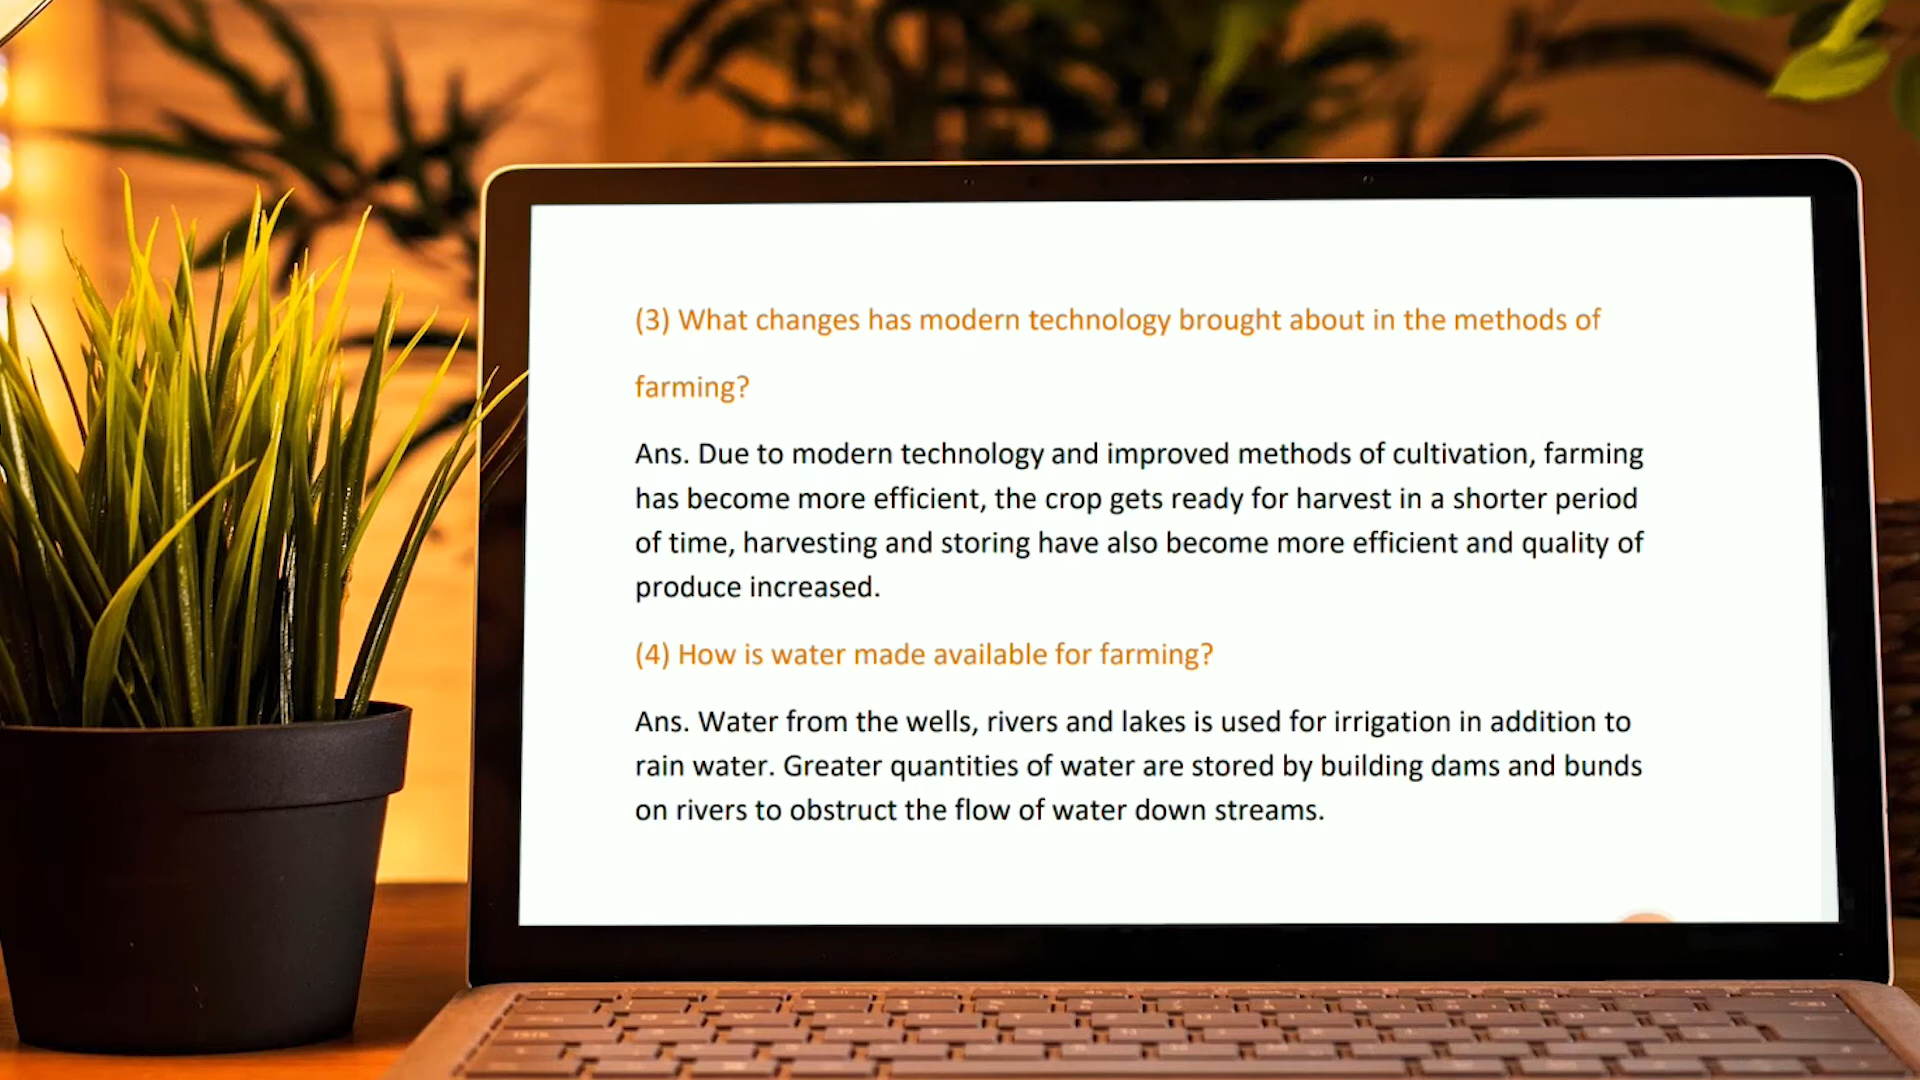 (3) What changes has modern technology brought about in the methods of
farming?
Ans. Due to modern technology and improved methods of cultivation, farming
has become more efficient, the crop gets ready for harvest in a shorter period
of time, harvesting and storing have also become more efficient and quality of
produce increased.
(4) How is water made available for farming?
Ans. Water from the wells, rivers and lakes is used for irrigation in addition to
rain water. Greater quantities of water are stored by building dams and bunds
on rivers to obstruct the flow of water down streams.